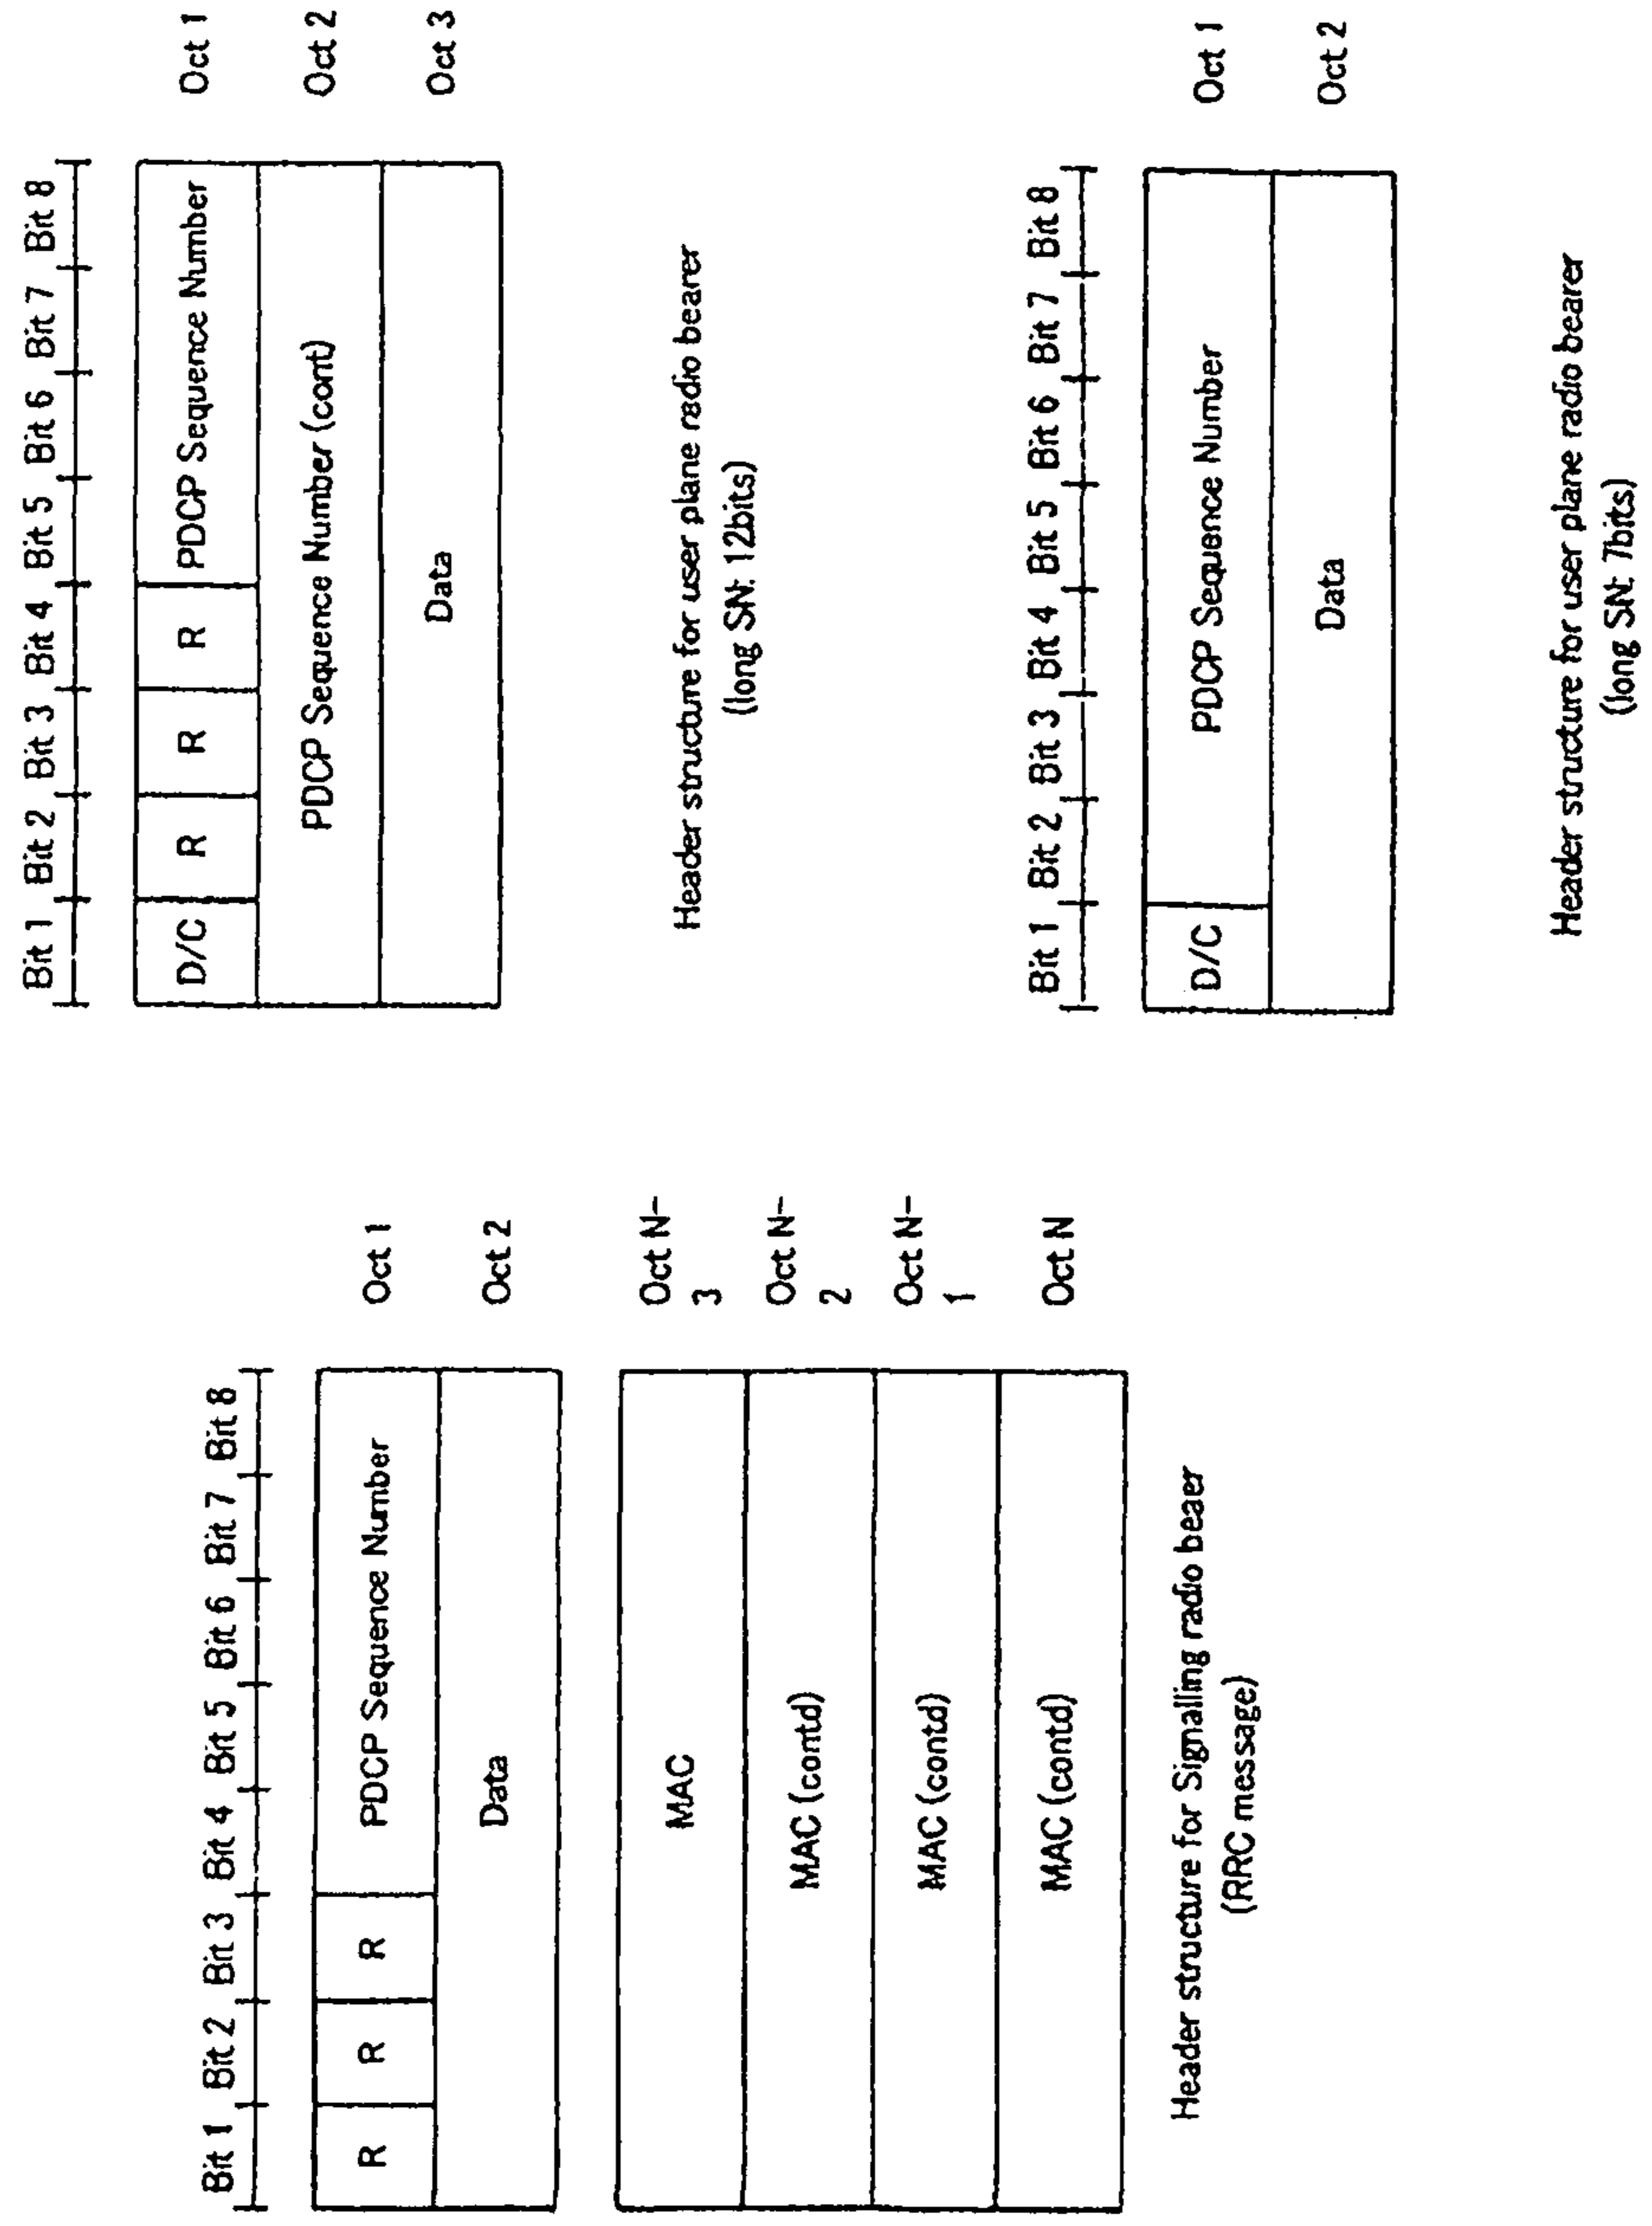 Bit 1 Bit 2 Bit 3 Bit 4 Bit 5 Bit 6 Bit 7 Bit 8
R R R PDCP Sequence Number Oct 1
Data Oct 2
MAC Oct N-
3
MAC (contd) Oct N-
2
MAC (contd) Oct N-
1
MAC (contd) Oct N
Header structure for Signalling radio beaer
(RRC message)
Bit 1 Bit 2 Bit 3 Bit 4 Bit 5 Bit 6 Bit 7 Bit 8
D/C R R R PDCP Sequence Number Oct 1
PDCP Sequence Number (cont) Oct 2
Data Oct 3
Header structure for user plane radio bearer
(long SN: 12bits)
Bit 1 Bit 2 Bit 3 Bit 4 Bit 5 Bit 6 Bit 7 Bit 8
D/C PDCP Sequence Number Oct 1
Data Oct 2
Header structure for user plane radio bearer
(long SN: 7bits)